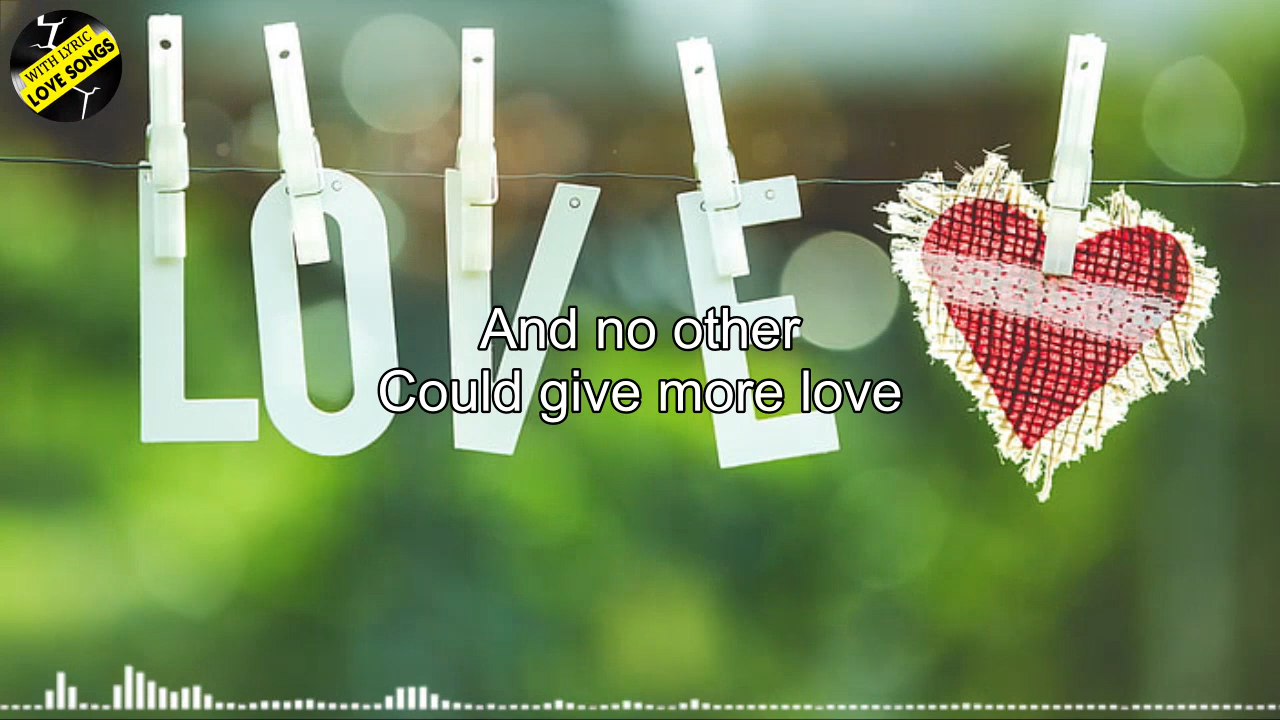 WITH LYRIC
LOVE SONGS
LOVE
And no other
Could give more love